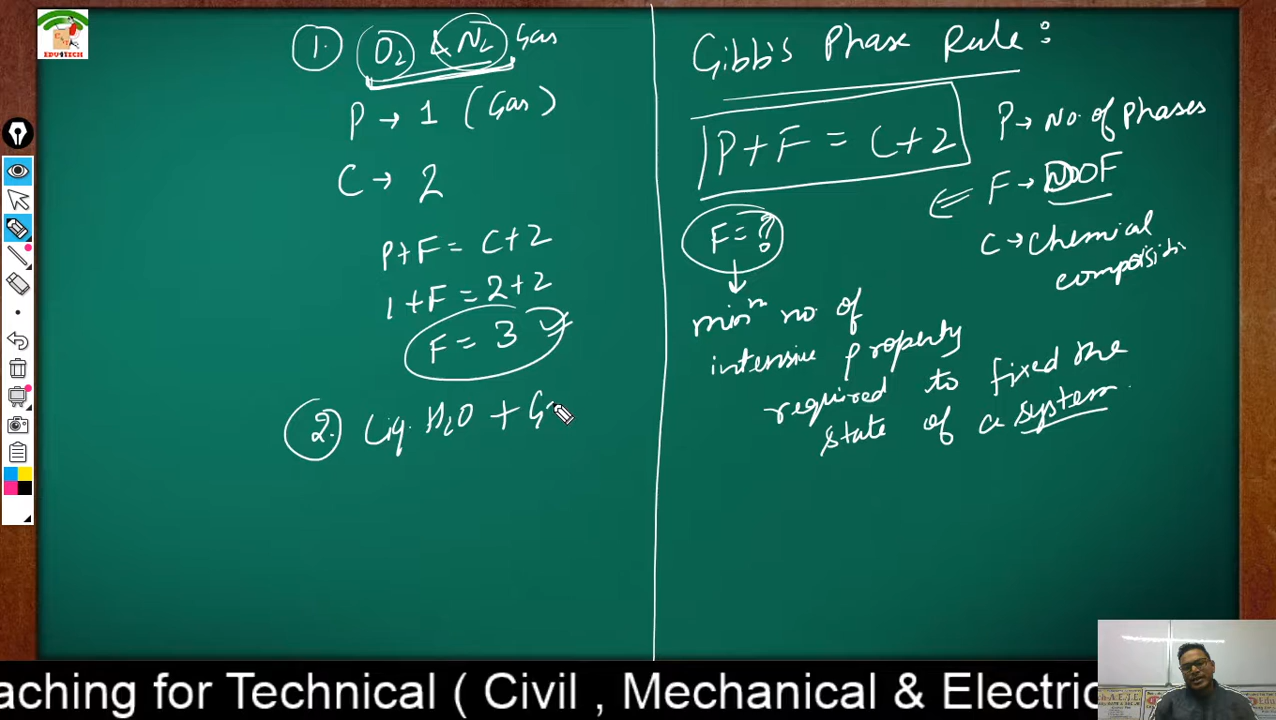 EDU4TECH
1. O2 & N2 Gas
P → 1 (Gas)
C → 2
P+F = C+2
1+F = 2+2
F = 3
2. Liq. H2O +
Gibb's Phase Rule :
P+F = C+2
P → No. of Phases
F → DOF
C → Chemical
F = ?
minm no. of
intensive property
required to fixed the
state of a system.
aching for Technical ( Civil , Mechanical & Electric